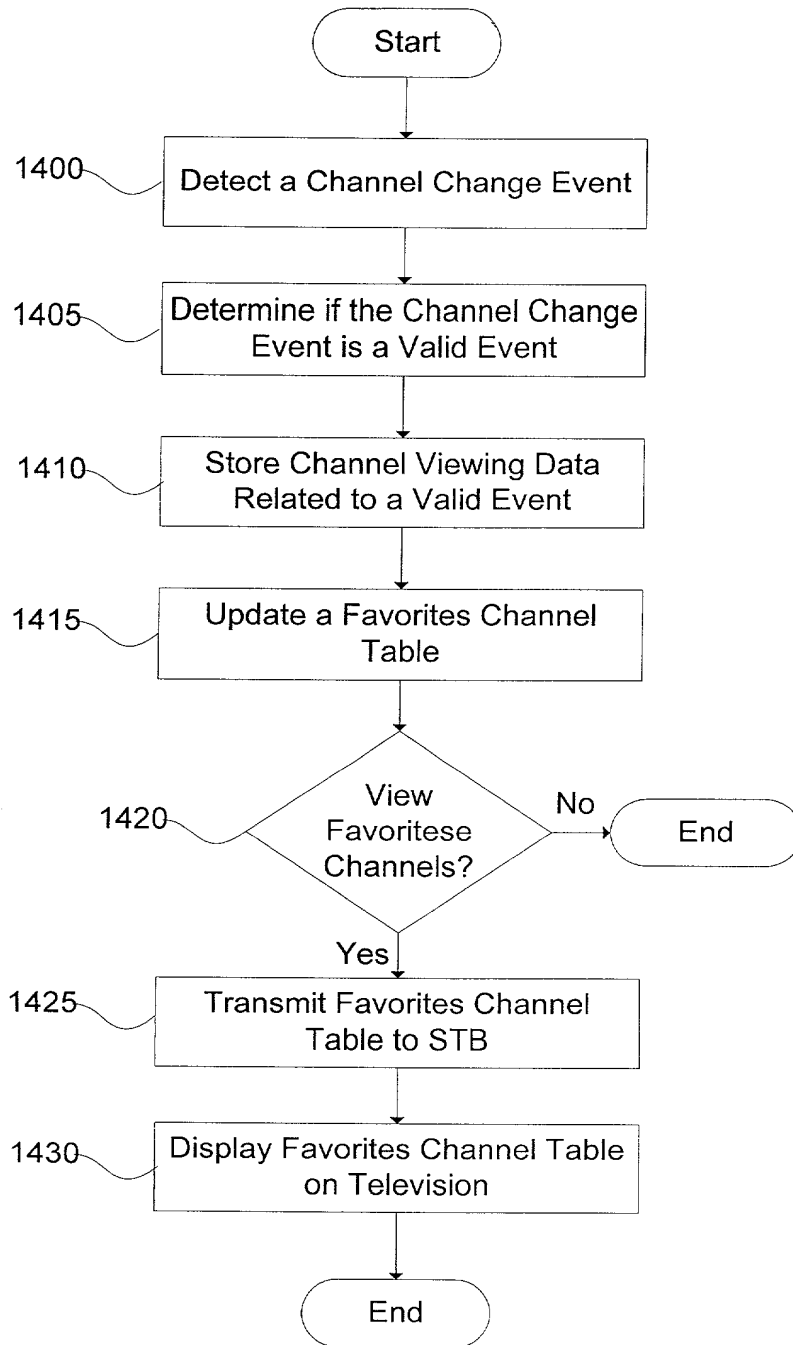 Start
1400
Detect a Channel Change Event
1405
Determine if the Channel Change
Event is a Valid Event
1410
Store Channel Viewing Data
Related to a Valid Event
1415
Update a Favorites Channel
Table
1420
View
Favoritese
Channels?
No
End
Yes
1425
Transmit Favorites Channel
Table to STB
1430
Display Favorites Channel Table
on Television
End